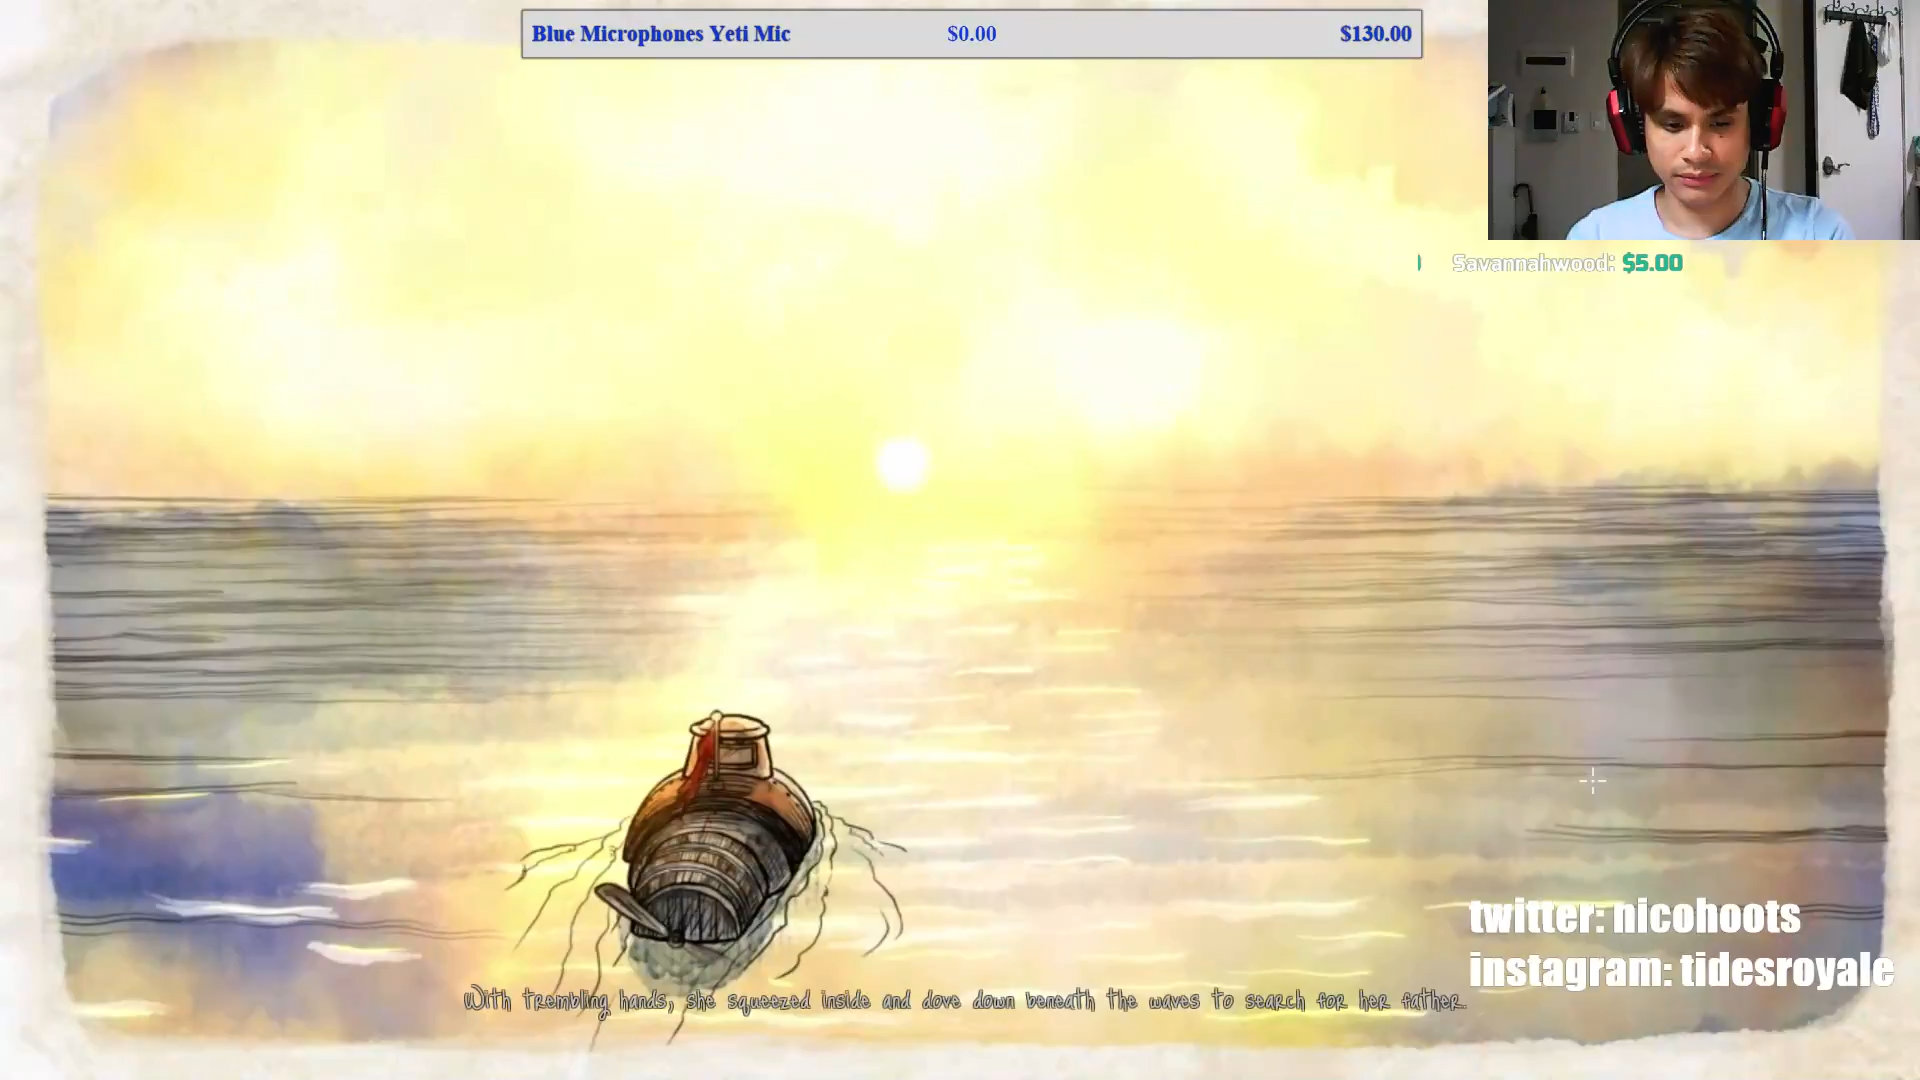 Blue Microphones Yeti Mic $0.00 $130.00
Savannahwood: $5.00
twitter: nicohoots
instagram: tidesroyale
With trembling hands, she squeezed inside and dove down beneath the waves to search for her father.